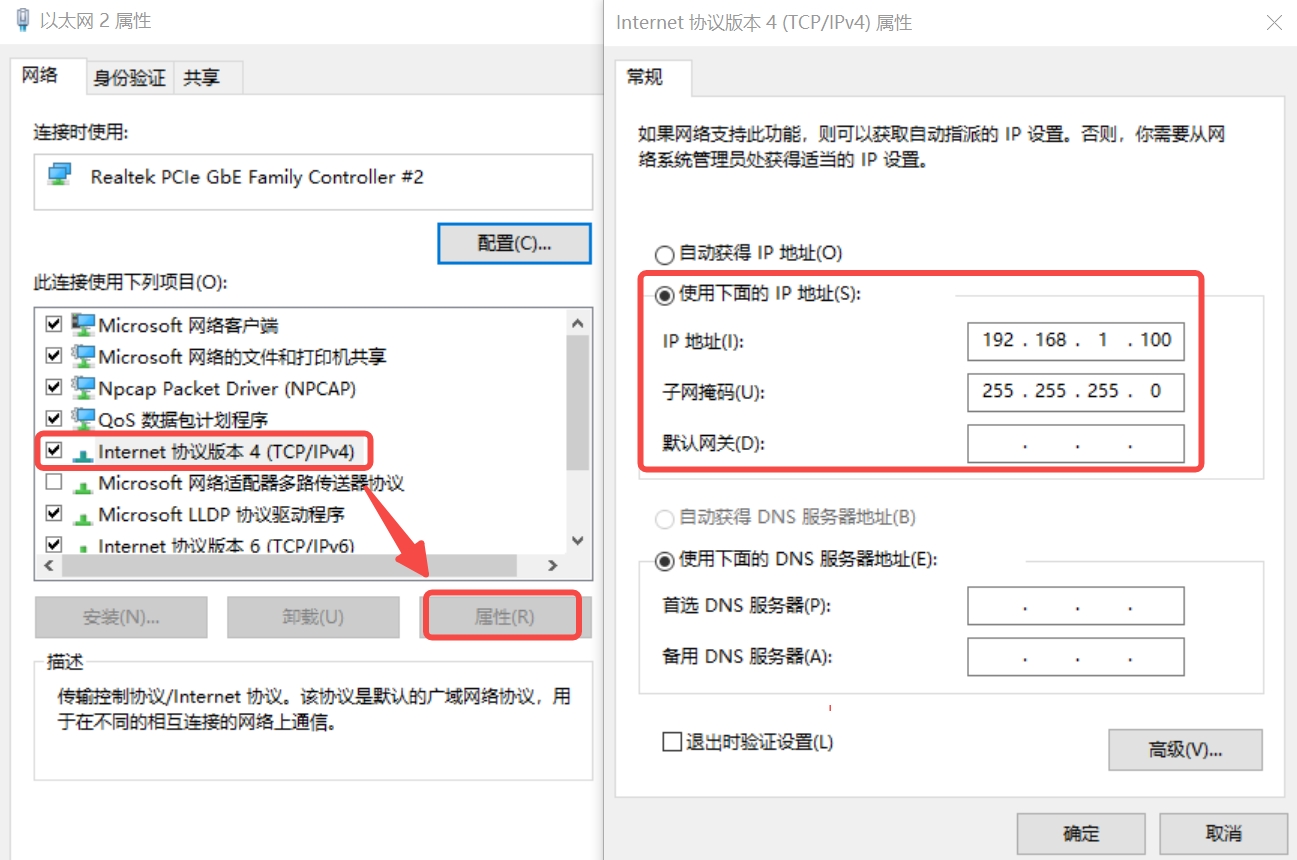 以太网 2 属性
网络
身份验证
共享
连接时使用:
Realtek PCIe GbE Family Controller #2
配置(C)...
此连接使用下列项目(O):
Microsoft 网络客户端
Microsoft 网络的文件和打印机共享
Npcap Packet Driver (NPCAP)
QoS 数据包计划程序
Internet 协议版本 4 (TCP/IPv4)
Microsoft 网络适配器多路传送器协议
Microsoft LLDP 协议驱动程序
Internet 协议版本 6 (TCP/IPv6)
安装(N)...
卸载(U)
属性(R)
描述
传输控制协议/Internet 协议。该协议是默认的广域网络协议，用
于在不同的相互连接的网络上通信。
Internet 协议版本 4 (TCP/IPv4) 属性
常规
如果网络支持此功能，则可以获取自动指派的 IP 设置。否则，你需要从网
络系统管理员处获得适当的 IP 设置。
自动获得 IP 地址(O)
使用下面的 IP 地址(S):
IP 地址(I):
192 . 168 . 1 . 100
子网掩码(U):
255 . 255 . 255 . 0
默认网关(D):
. . .
自动获得 DNS 服务器地址(B)
使用下面的 DNS 服务器地址(E):
首选 DNS 服务器(P):
. . .
备用 DNS 服务器(A):
. . .
退出时验证设置(L)
高级(V)...
确定
取消